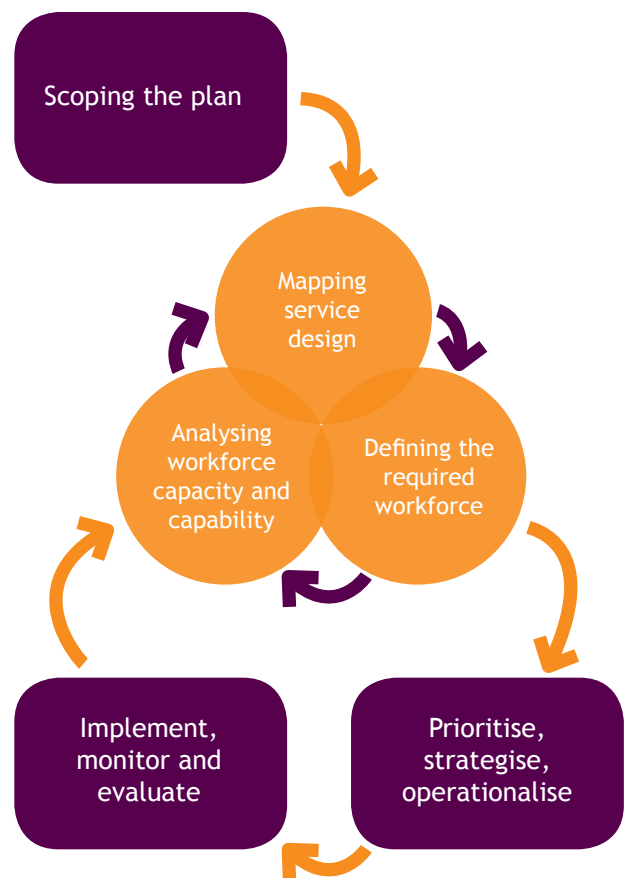 Scoping the plan
Mapping
service
design
Analysing
workforce
capacity and
capability
Defining the
required
workforce
Implement,
monitor and
evaluate
Prioritise,
strategise,
operationalise